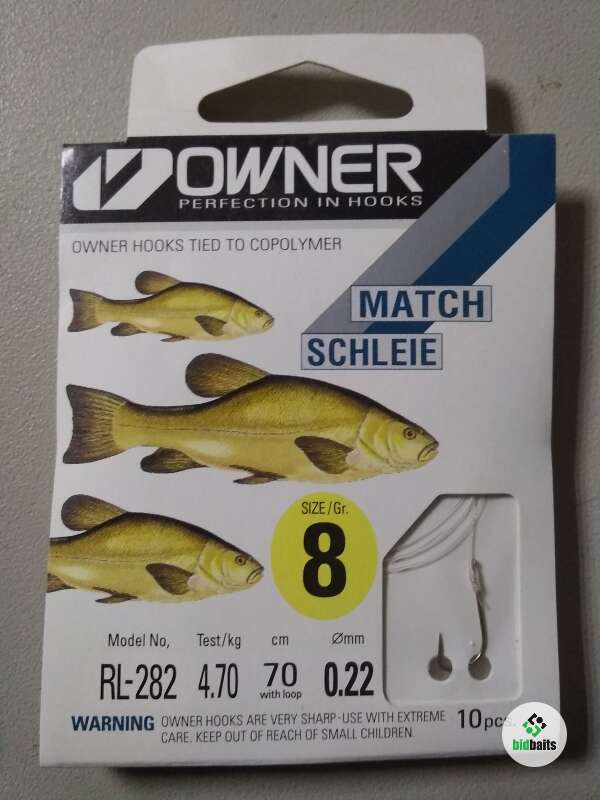 OWNER
PERFECTION IN HOOKS
OWNER HOOKS TIED TO COPOLYMER
MATCH
SCHLEIE
SIZE/Gr.
8
Model No, Test/kg cm Ømm
RL-282 4.70 70 with loop 0.22
WARNING OWNER HOOKS ARE VERY SHARP-USE WITH EXTREME
CARE. KEEP OUT OF REACH OF SMALL CHILDREN.
10pcs.
bidbaits